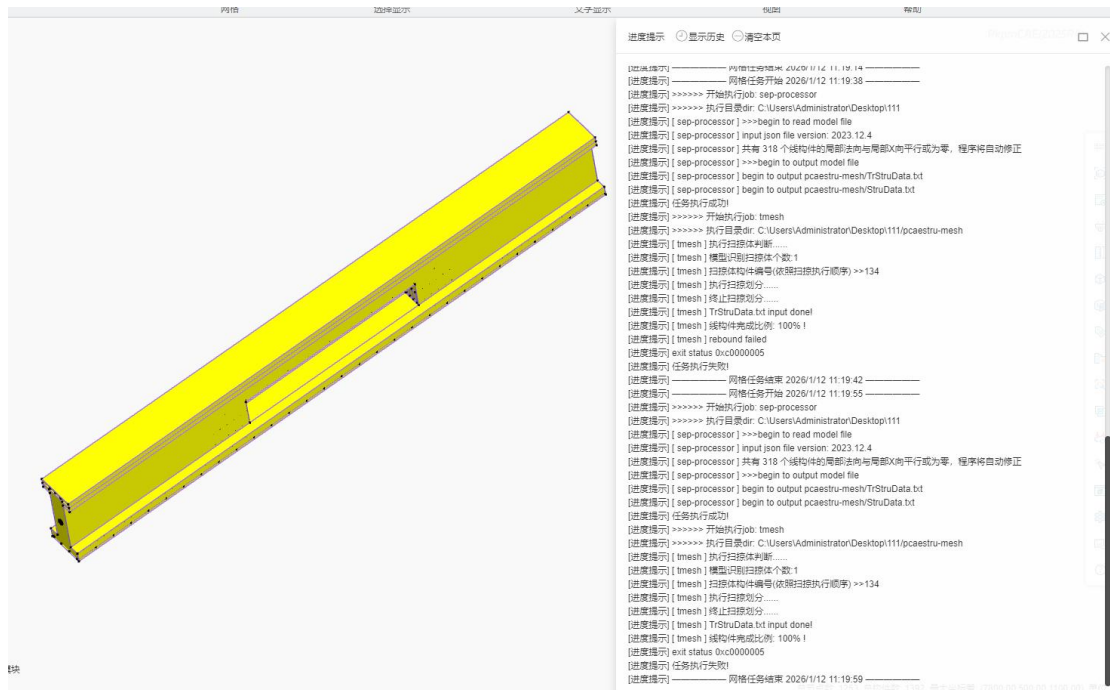 网格 选择显示 文字显示 视图 帮助
进度提示 显示历史 清空本页
[进度提示] —————— 网格任务结束 2026/1/12 11:19:14 ——————
[进度提示] —————— 网格任务开始 2026/1/12 11:19:38 ——————
[进度提示] >>>>>> 开始执行job: sep-processor
[进度提示] >>>>>> 执行目录dir: C:\Users\Administrator\Desktop\111
[进度提示] [ sep-processor ] >>>begin to read model file
[进度提示] [ sep-processor ] input json file version: 2023.12.4
[进度提示] [ sep-processor ] 共有 318 个线构件的局部法向与局部X向平行或为零，程序将自动修正
[进度提示] [ sep-processor ] >>>begin to output model file
[进度提示] [ sep-processor ] begin to output pcaestru-mesh/TrStruData.txt
[进度提示] [ sep-processor ] begin to output pcaestru-mesh/StruData.txt
[进度提示] 任务执行成功!
[进度提示] >>>>>> 开始执行job: tmesh
[进度提示] >>>>>> 执行目录dir: C:\Users\Administrator\Desktop\111/pcaestru-mesh
[进度提示] [ tmesh ] 执行扫掠体判断......
[进度提示] [ tmesh ] 模型识别扫掠体个数:1
[进度提示] [ tmesh ] 扫掠体构件编号(依照扫掠执行顺序) >>134
[进度提示] [ tmesh ] 执行扫掠划分......
[进度提示] [ tmesh ] 终止扫掠划分......
[进度提示] [ tmesh ] TrStruData.txt input done!
[进度提示] [ tmesh ] 线构件完成比例: 100% !
[进度提示] [ tmesh ] rebound failed
[进度提示] exit status 0xc0000005
[进度提示] 任务执行失败!
[进度提示] —————— 网格任务结束 2026/1/12 11:19:42 ——————
[进度提示] —————— 网格任务开始 2026/1/12 11:19:55 ——————
[进度提示] >>>>>> 开始执行job: sep-processor
[进度提示] >>>>>> 执行目录dir: C:\Users\Administrator\Desktop\111
[进度提示] [ sep-processor ] >>>begin to read model file
[进度提示] [ sep-processor ] input json file version: 2023.12.4
[进度提示] [ sep-processor ] 共有 318 个线构件的局部法向与局部X向平行或为零，程序将自动修正
[进度提示] [ sep-processor ] >>>begin to output model file
[进度提示] [ sep-processor ] begin to output pcaestru-mesh/TrStruData.txt
[进度提示] [ sep-processor ] begin to output pcaestru-mesh/StruData.txt
[进度提示] 任务执行成功!
[进度提示] >>>>>> 开始执行job: tmesh
[进度提示] >>>>>> 执行目录dir: C:\Users\Administrator\Desktop\111/pcaestru-mesh
[进度提示] [ tmesh ] 执行扫掠体判断......
[进度提示] [ tmesh ] 模型识别扫掠体个数:1
[进度提示] [ tmesh ] 扫掠体构件编号(依照扫掠执行顺序) >>134
[进度提示] [ tmesh ] 执行扫掠划分......
[进度提示] [ tmesh ] 终止扫掠划分......
[进度提示] [ tmesh ] TrStruData.txt input done!
[进度提示] [ tmesh ] 线构件完成比例: 100% !
[进度提示] exit status 0xc0000005
[进度提示] 任务执行失败!
[进度提示] —————— 网格任务结束 2026/1/12 11:19:59 ——————